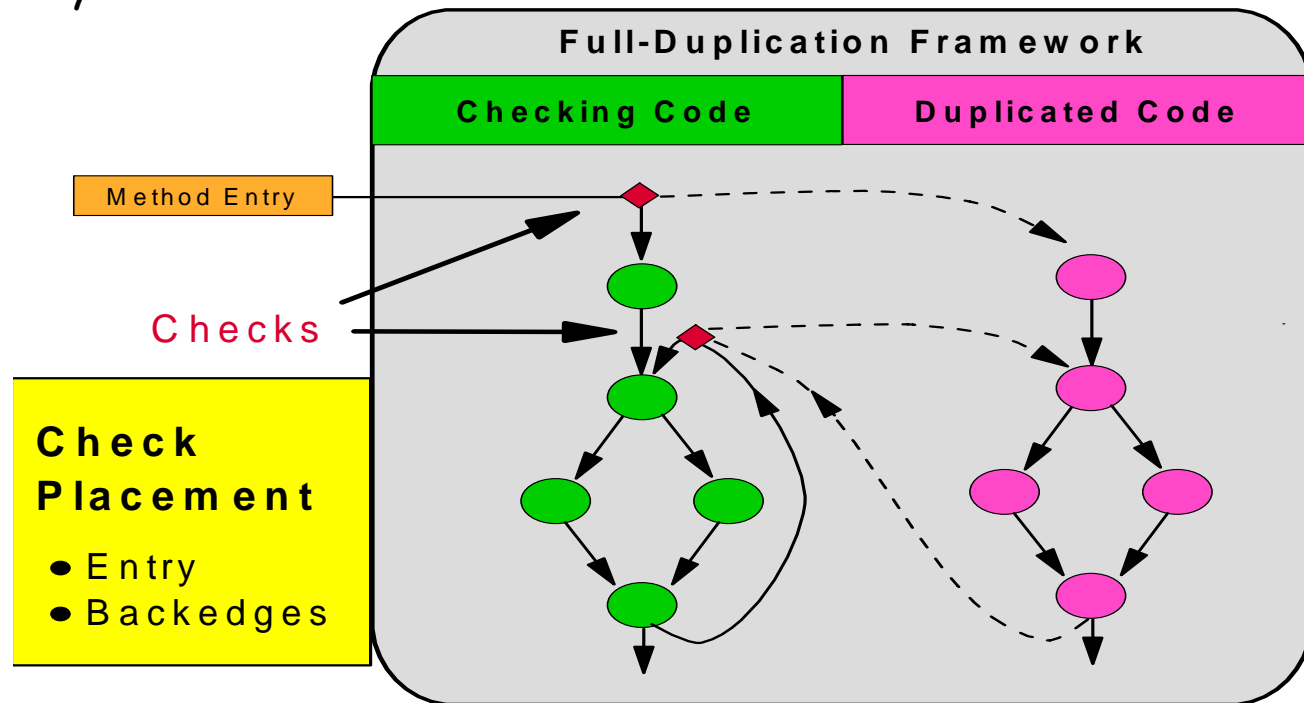 Full-Duplication Framework
Checking Code
Duplicated Code
Method Entry
Checks
Check
Placement
● Entry
● Backedges